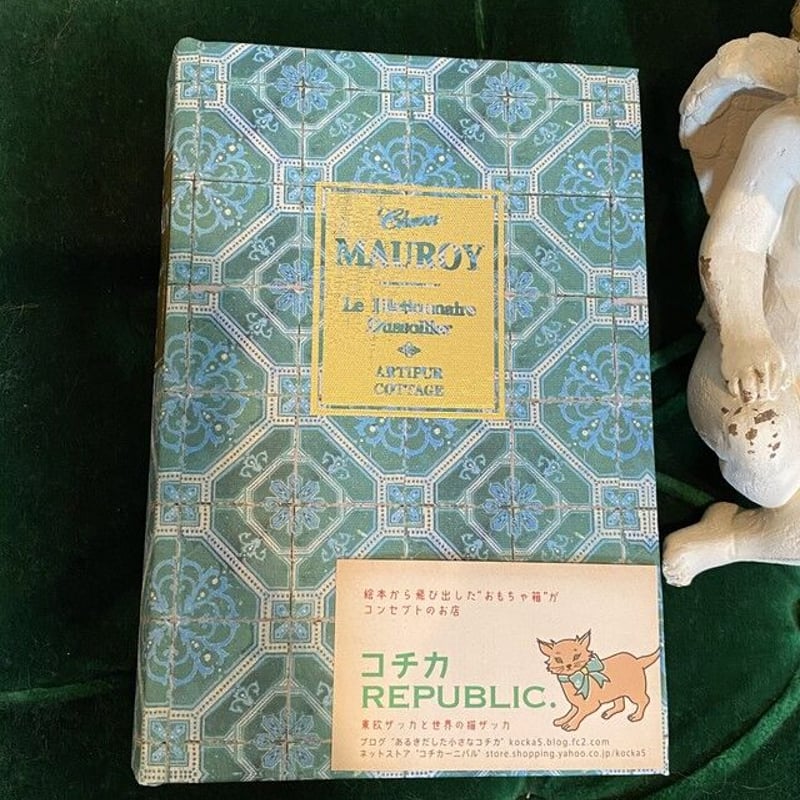 MAUROY
Le Dictionnaire
ARTIFUR
COTTAGE
絵本から飛び出した"おもちゃ箱"が
コンセプトのお店
コチカ
REPUBLIC.
東欧ザッカと世界の猫ザッカ
ブログ "あるきだした小さなコチカ" kocka5.blog.fc2.com
ネットストア "コチカーニバル" store.shopping.yahoo.co.jp/kocka5